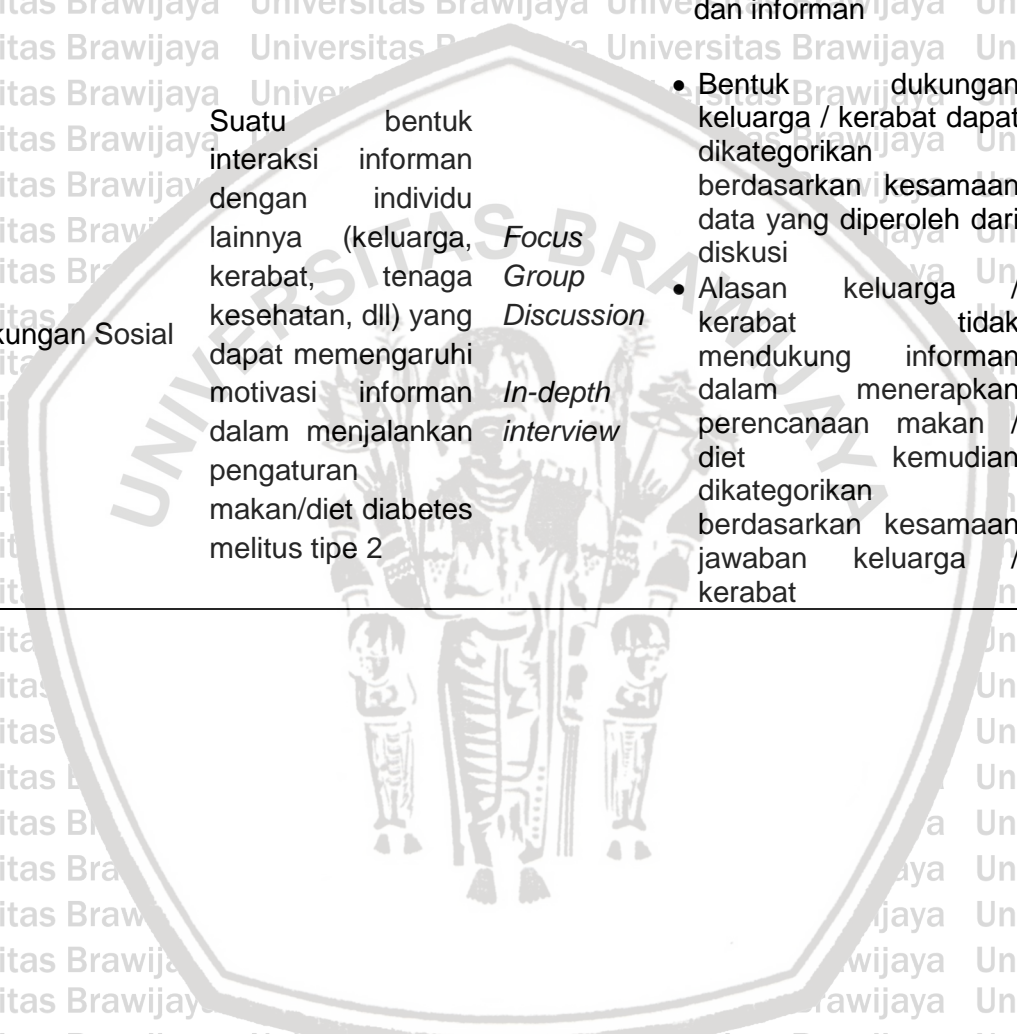 dan informan
kungan Sosial
Suatu bentuk
interaksi informan
dengan individu
lainnya (keluarga,
kerabat, tenaga
kesehatan, dll) yang
dapat memengaruhi
motivasi informan
dalam menjalankan
pengaturan
makan/diet diabetes
melitus tipe 2
Focus
Group
Discussion
In-depth
interview
• Bentuk dukungan
keluarga / kerabat dapat
dikategorikan
berdasarkan kesamaan
data yang diperoleh dari
diskusi
• Alasan keluarga /
kerabat tidak
mendukung informan
dalam menerapkan
perencanaan makan /
diet kemudian
dikategorikan
berdasarkan kesamaan
jawaban keluarga /
kerabat
UNIVERSITAS BRAWIJAYA